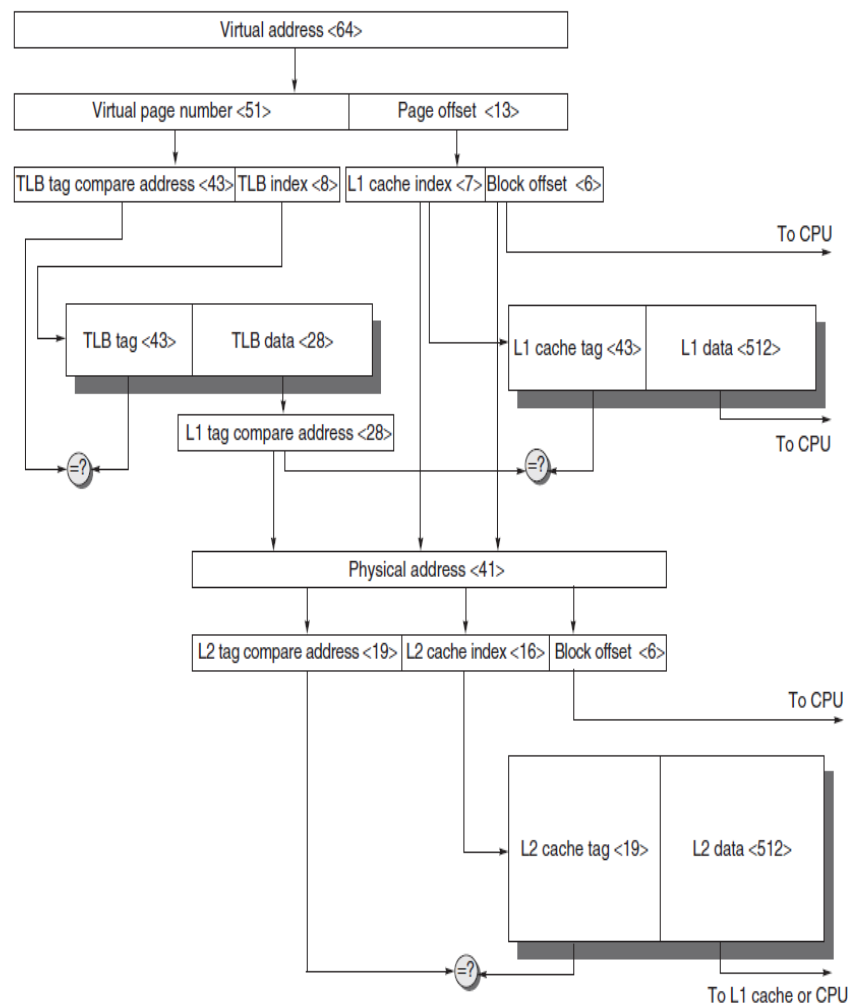 Virtual address <64>
Virtual page number <51>
Page offset <13>
TLB tag compare address <43>
TLB index <8>
L1 cache index <7>
Block offset <6>
To CPU
TLB tag <43>
TLB data <28>
L1 cache tag <43>
L1 data <512>
L1 tag compare address <28>
To CPU
=?
=?
Physical address <41>
L2 tag compare address <19>
L2 cache index <16>
Block offset <6>
To CPU
L2 cache tag <19>
L2 data <512>
=?
To L1 cache or CPU